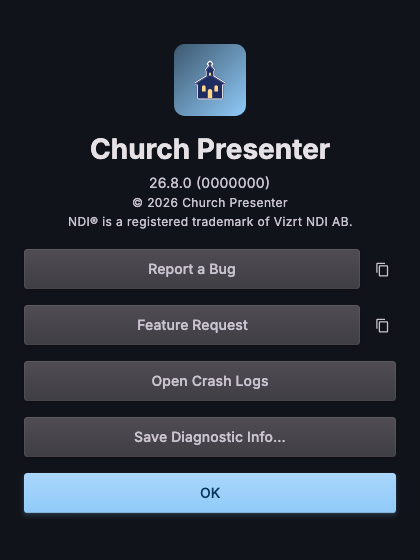 Church Presenter
26.8.0 (0000000)
© 2026 Church Presenter
NDI® is a registered trademark of Vizrt NDI AB.
Report a Bug
Feature Request
Open Crash Logs
Save Diagnostic Info...
OK